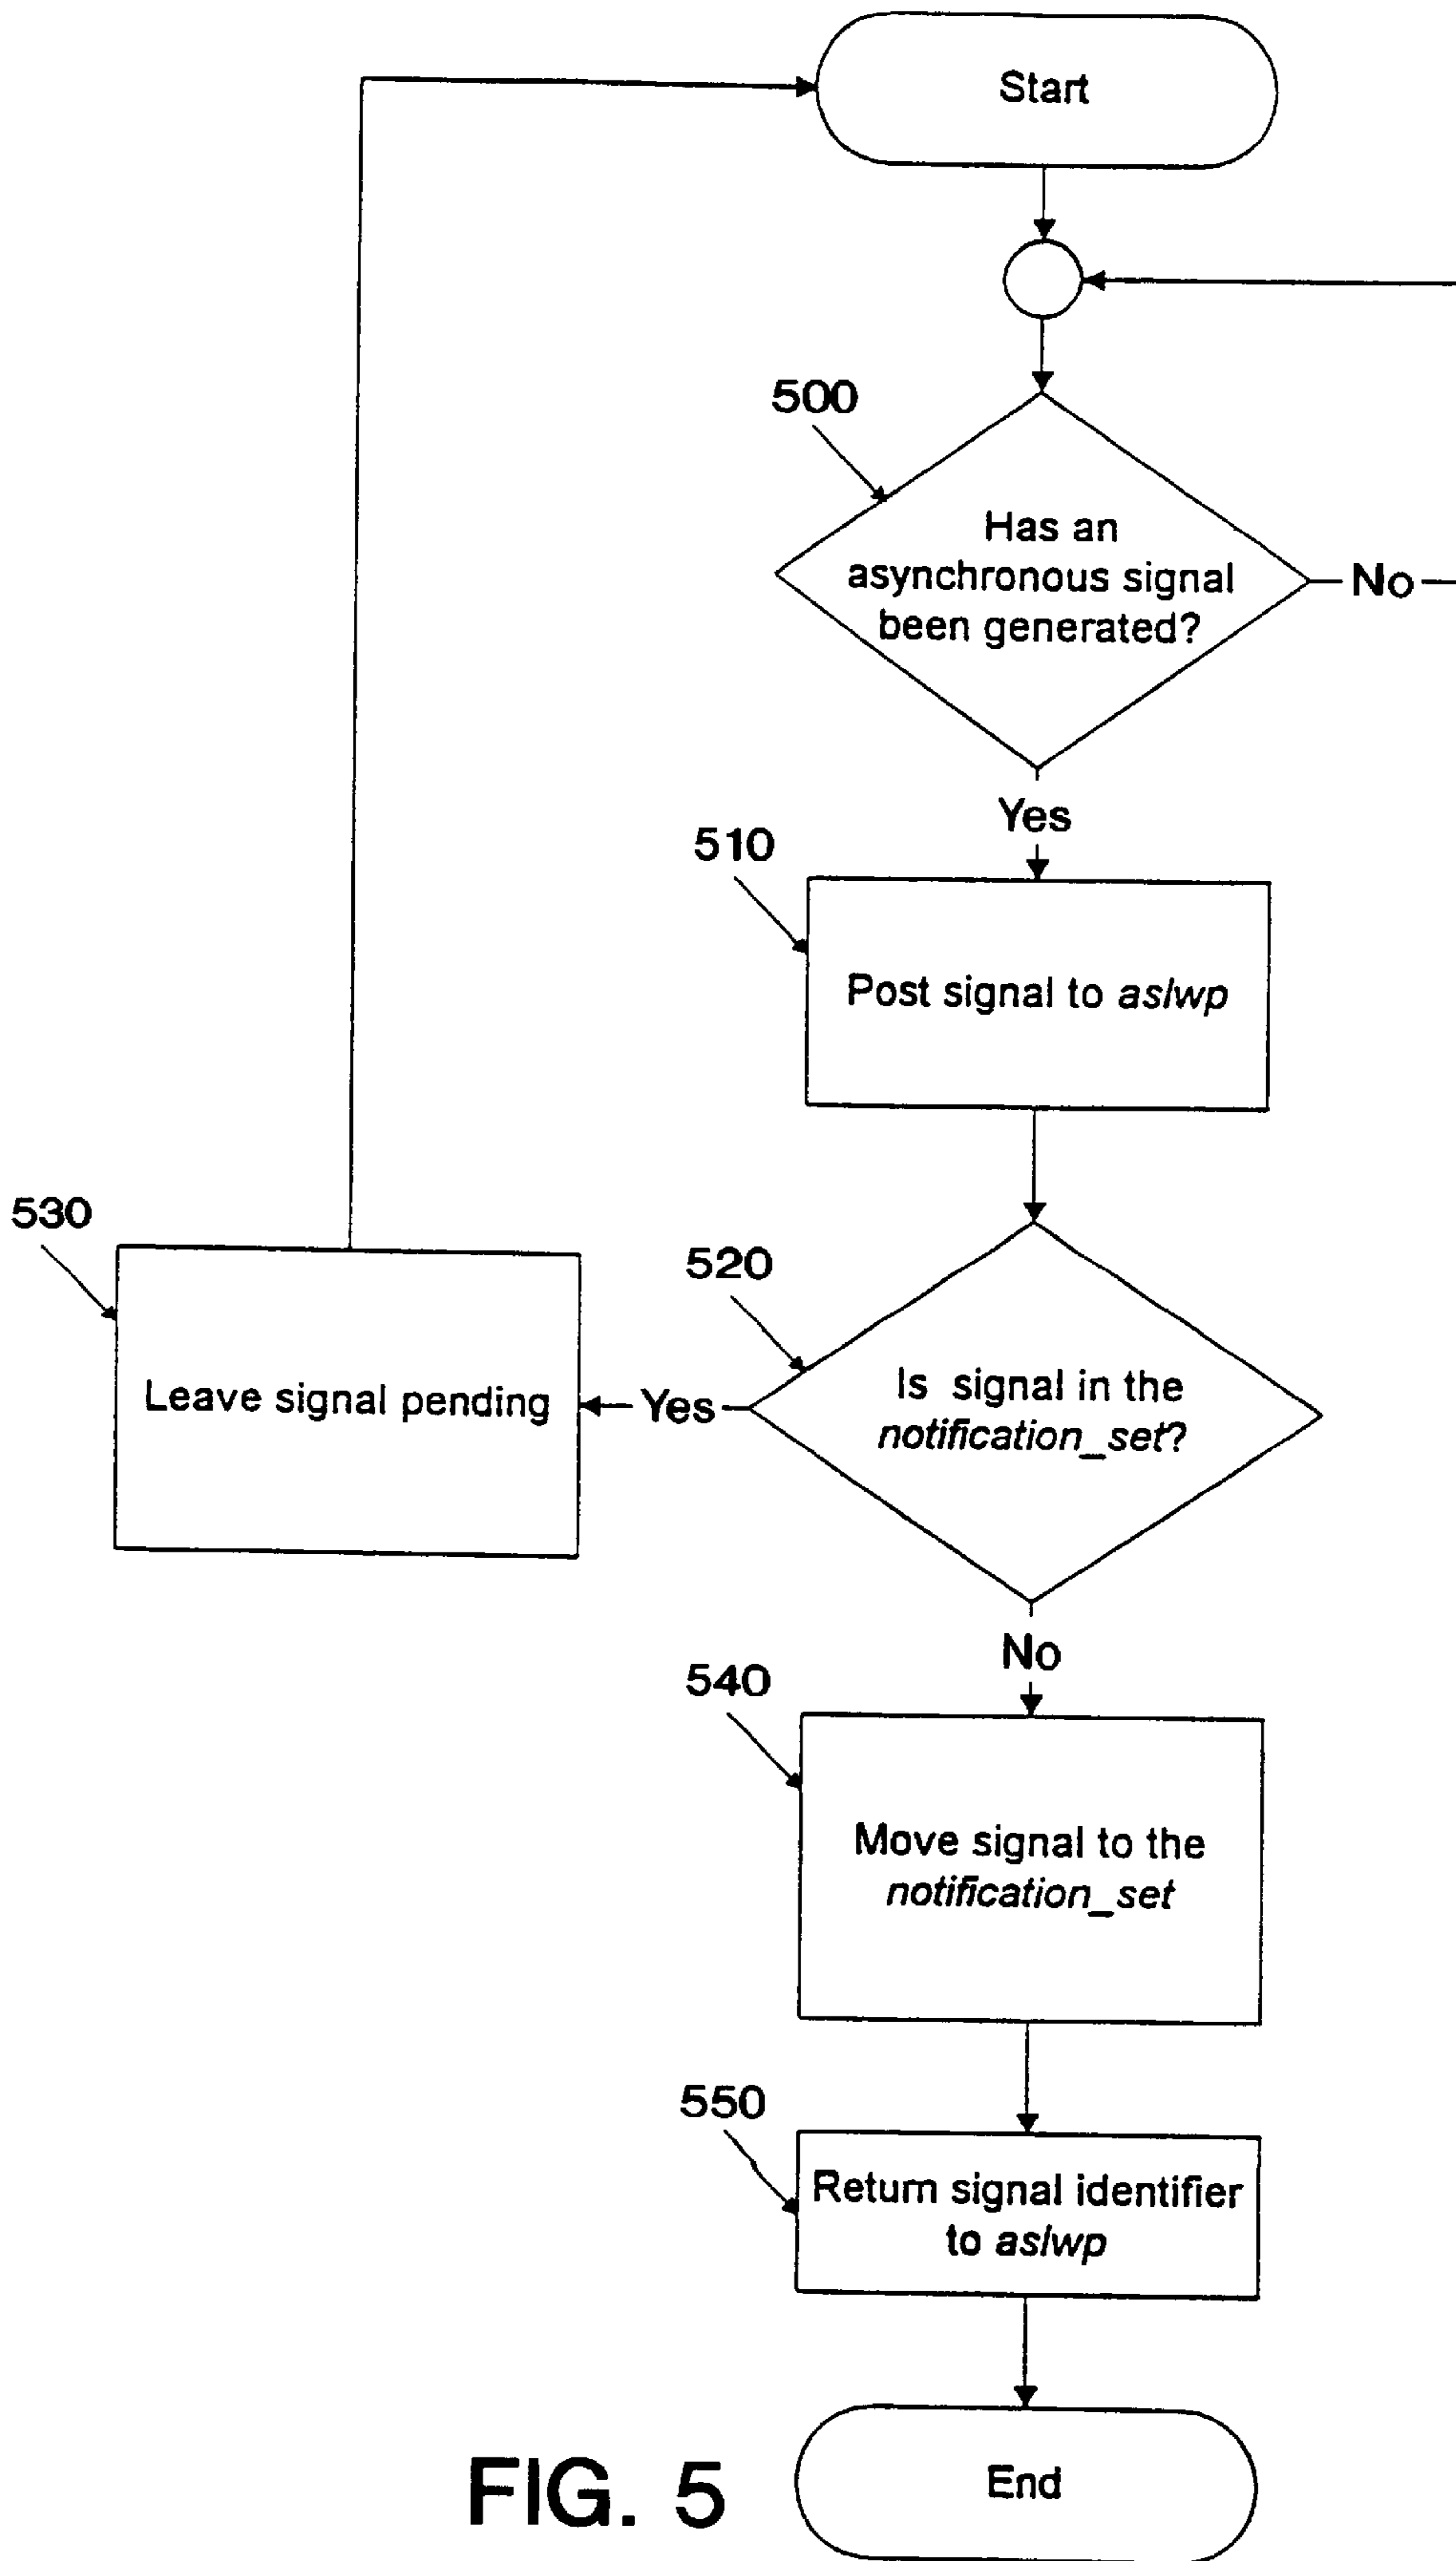 Start
500
Has an
asynchronous signal
been generated?
No
Yes
510
Post signal to aslwp
530
520
Leave signal pending
Yes
Is signal in the
notification_set?
No
540
Move signal to the
notification_set
550
Return signal identifier
to aslwp
FIG. 5
End